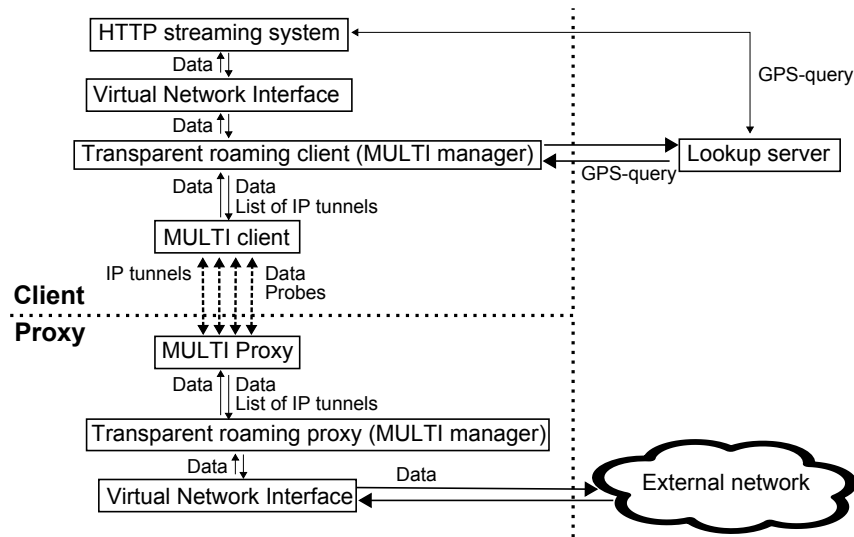 HTTP streaming system
Data
GPS-query
Virtual Network Interface
Data
Transparent roaming client (MULTI manager)
Lookup server
GPS-query
Data
Data
List of IP tunnels
MULTI client
IP tunnels
Data
Probes
Client
Proxy
MULTI Proxy
Data
Data
List of IP tunnels
Transparent roaming proxy (MULTI manager)
Data
Data
External network
Virtual Network Interface